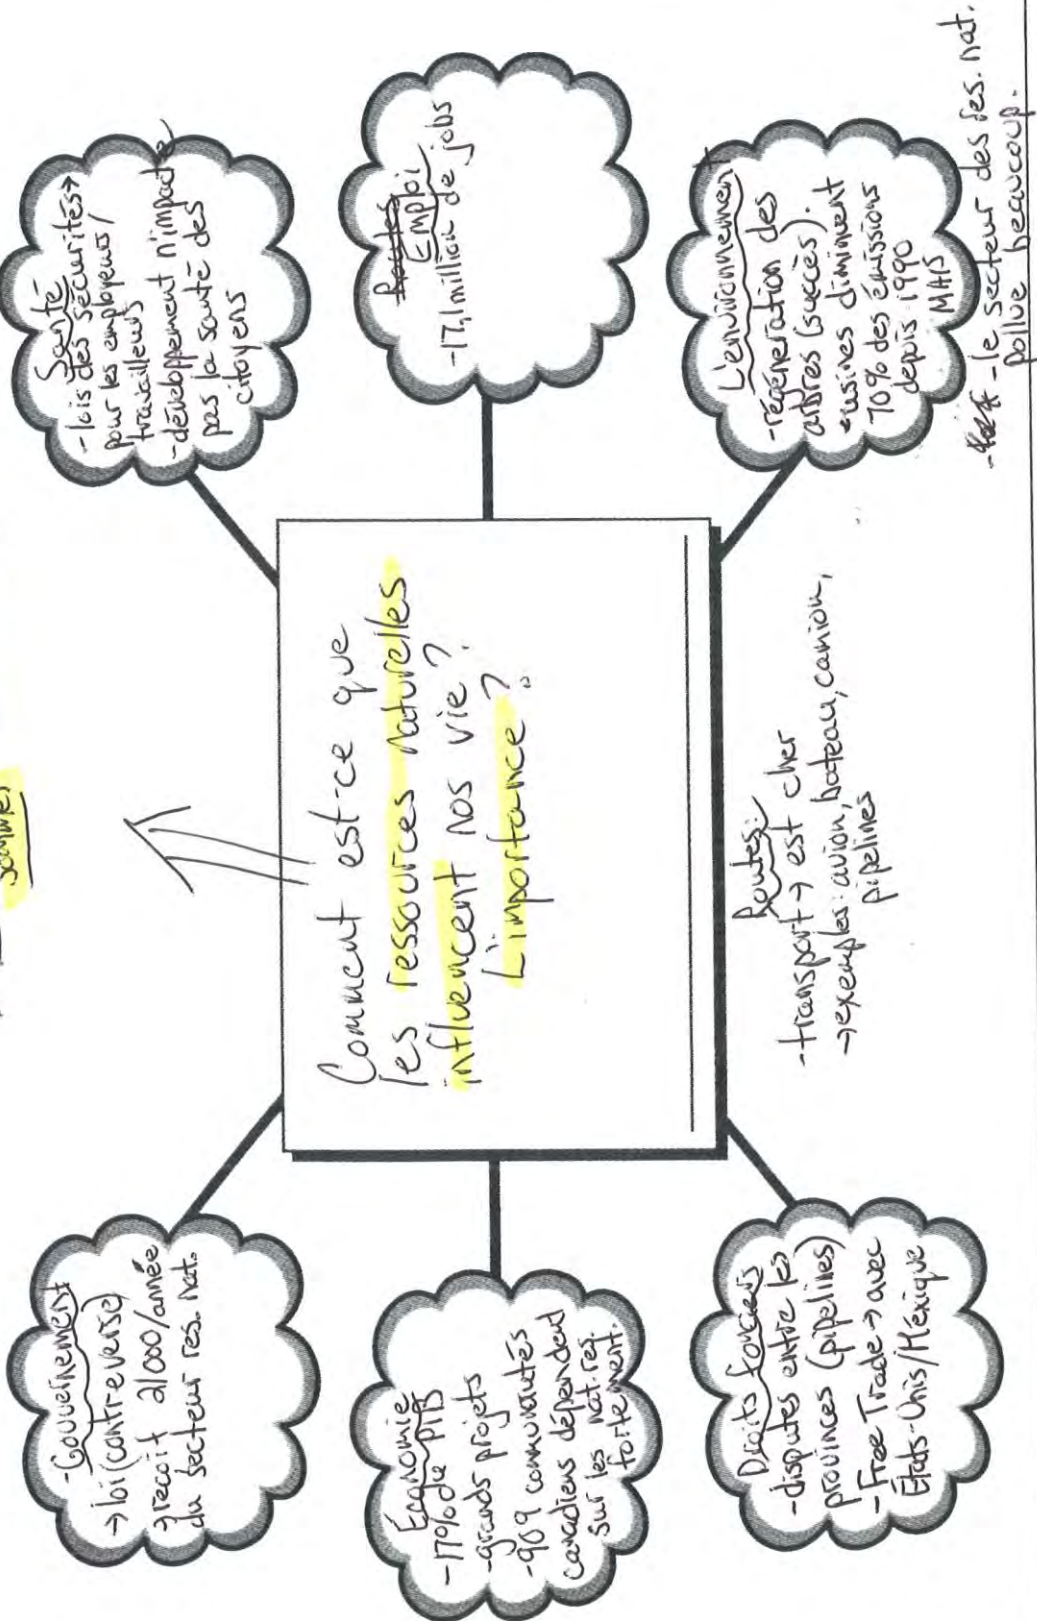 Comment est-ce que
les ressources naturelles
influencent nos vie?
L'importance?
-Gouvernement
→ loi (controverse)
→ reçoit 21000/année
du secteur res. nat.
Économie
-17% du PIB
-grands projets
-909 communautés
canadiens dépendent
sur les nat. res.
fortement.
Droits fonciers
-disputes entre les
provinces (pipelines)
-Free Trade → avec
États-Unis/Méxique
Routes:
-transport → est cher
→ exemples: avion, bateau, camion,
pipelines
Santé
-lois des sécurités →
pour les employeurs/
travailleurs
-développement n'impacte
pas la santé des
citoyens
Routes
Emploi
-17,1 million de jobs
L'environnement
-régéneration des
arbres (succès).
usines diminuent
70% des émissions
depuis 1990
MAIS
-le secteur des res. nat.
pollue beaucoup.